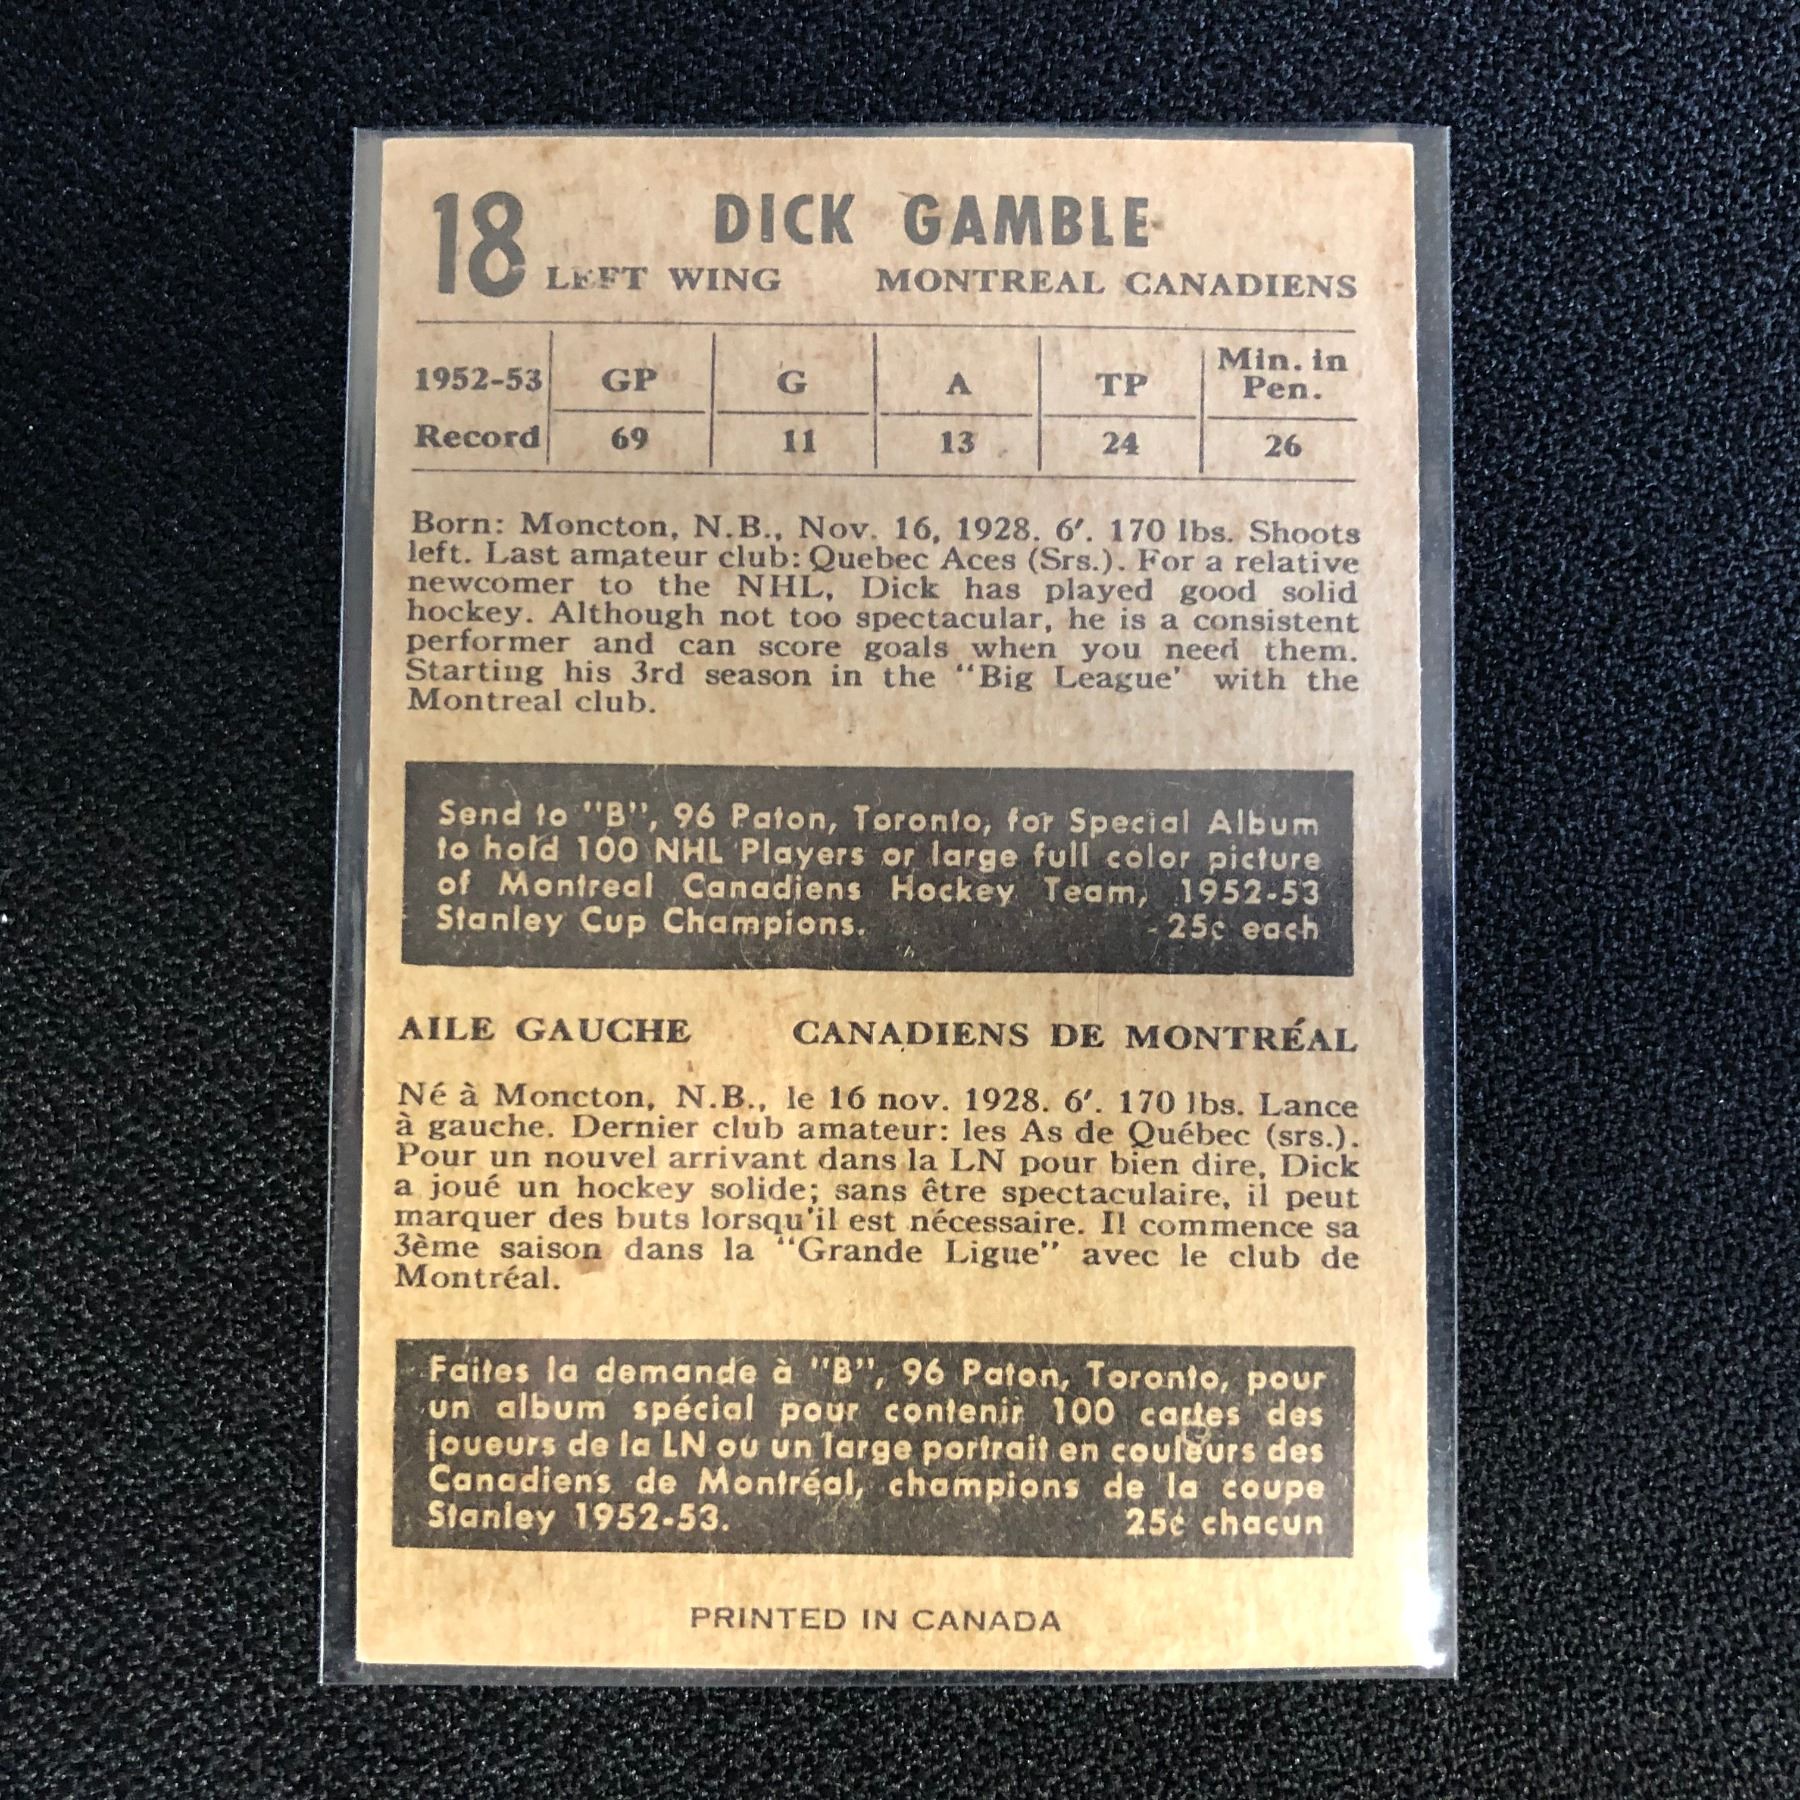 18 DICK GAMBLE
LEFT WING MONTREAL CANADIENS
1952-53 GP G A TP Min. in Pen.
Record 69 11 13 24 26
Born: Moncton, N.B., Nov. 16, 1928. 6′. 170 lbs. Shoots
left. Last amateur club: Quebec Aces (Srs.). For a relative
newcomer to the NHL, Dick has played good solid
hockey. Although not too spectacular, he is a consistent
performer and can score goals when you need them.
Starting his 3rd season in the "Big League' with the
Montreal club.
Send to "B", 96 Paton, Toronto, for Special Album
to hold 100 NHL Players or large full color picture
of Montreal Canadiens Hockey Team, 1952-53
Stanley Cup Champions. 25¢ each
AILE GAUCHE CANADIENS DE MONTRÉAL
Né à Moncton, N.B., le 16 nov. 1928. 6′. 170 lbs. Lance
à gauche. Dernier club amateur: les As de Québec (srs.).
Pour un nouvel arrivant dans la LN pour bien dire, Dick
a joué un hockey solide; sans être spectaculaire, il peut
marquer des buts lorsqu'il est nécessaire. Il commence sa
3ème saison dans la "Grande Ligue" avec le club de
Montréal.
Faites la demande à "B", 96 Paton, Toronto, pour
un album spécial pour contenir 100 cartes des
joueurs de la LN ou un large portrait en couleurs des
Canadiens de Montréal, champions de la coupe
Stanley 1952-53. 25¢ chacun
PRINTED IN CANADA